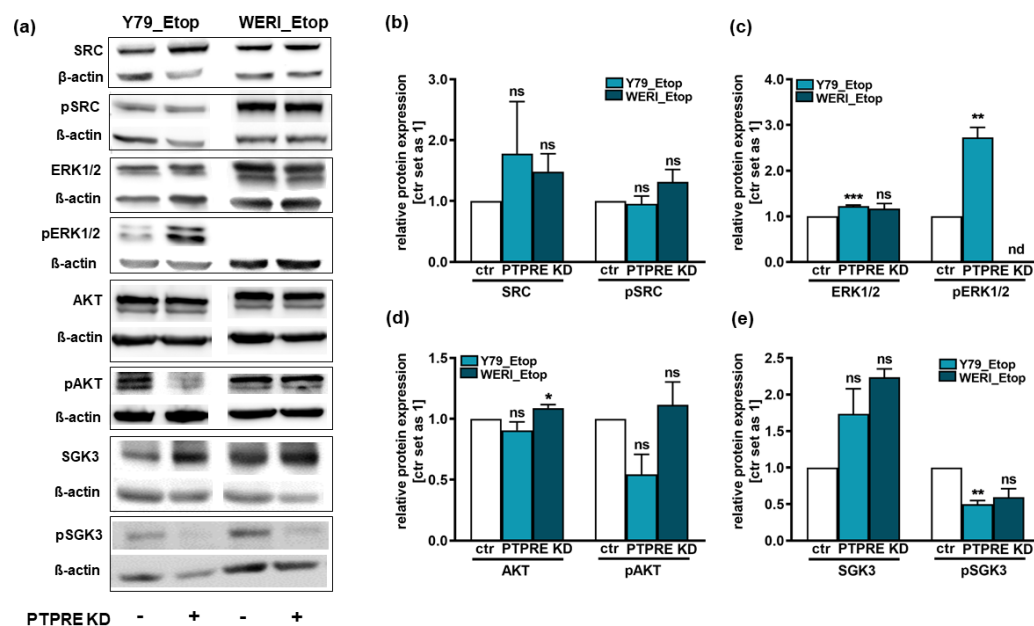 (a)
Y79_Etop WERI_Etop
SRC
ß-actin
pSRC
ß-actin
ERK1/2
ß-actin
pERK1/2
ß-actin
AKT
ß-actin
pAKT
ß-actin
SGK3
ß-actin
pSGK3
ß-actin
PTPRE KD - + - +
(b)
relative protein expression
[ctr set as 1]
3.0
2.0
1.0
0.0
Y79_Etop
WERI_Etop
ns ns ns ns
ctr PTPRE KD ctr PTPRE KD
SRC pSRC
(c)
relative protein expression
[ctr set as 1]
4.0
3.0
2.0
1.0
0.0
Y79_Etop
WERI_Etop
*** ns ** nd
ctr PTPRE KD ctr PTPRE KD
ERK1/2 pERK1/2
(d)
relative protein expression
[ctr set as 1]
1.5
1.0
0.5
0.0
Y79_Etop
WERI_Etop
ns * ns ns
ctr PTPRE KD ctr PTPRE KD
AKT pAKT
(e)
relative protein expression
[ctr set as 1]
2.5
2.0
1.5
1.0
0.5
0.0
Y79_Etop
WERI_Etop
ns ns ** ns
ctr PTPRE KD ctr PTPRE KD
SGK3 pSGK3